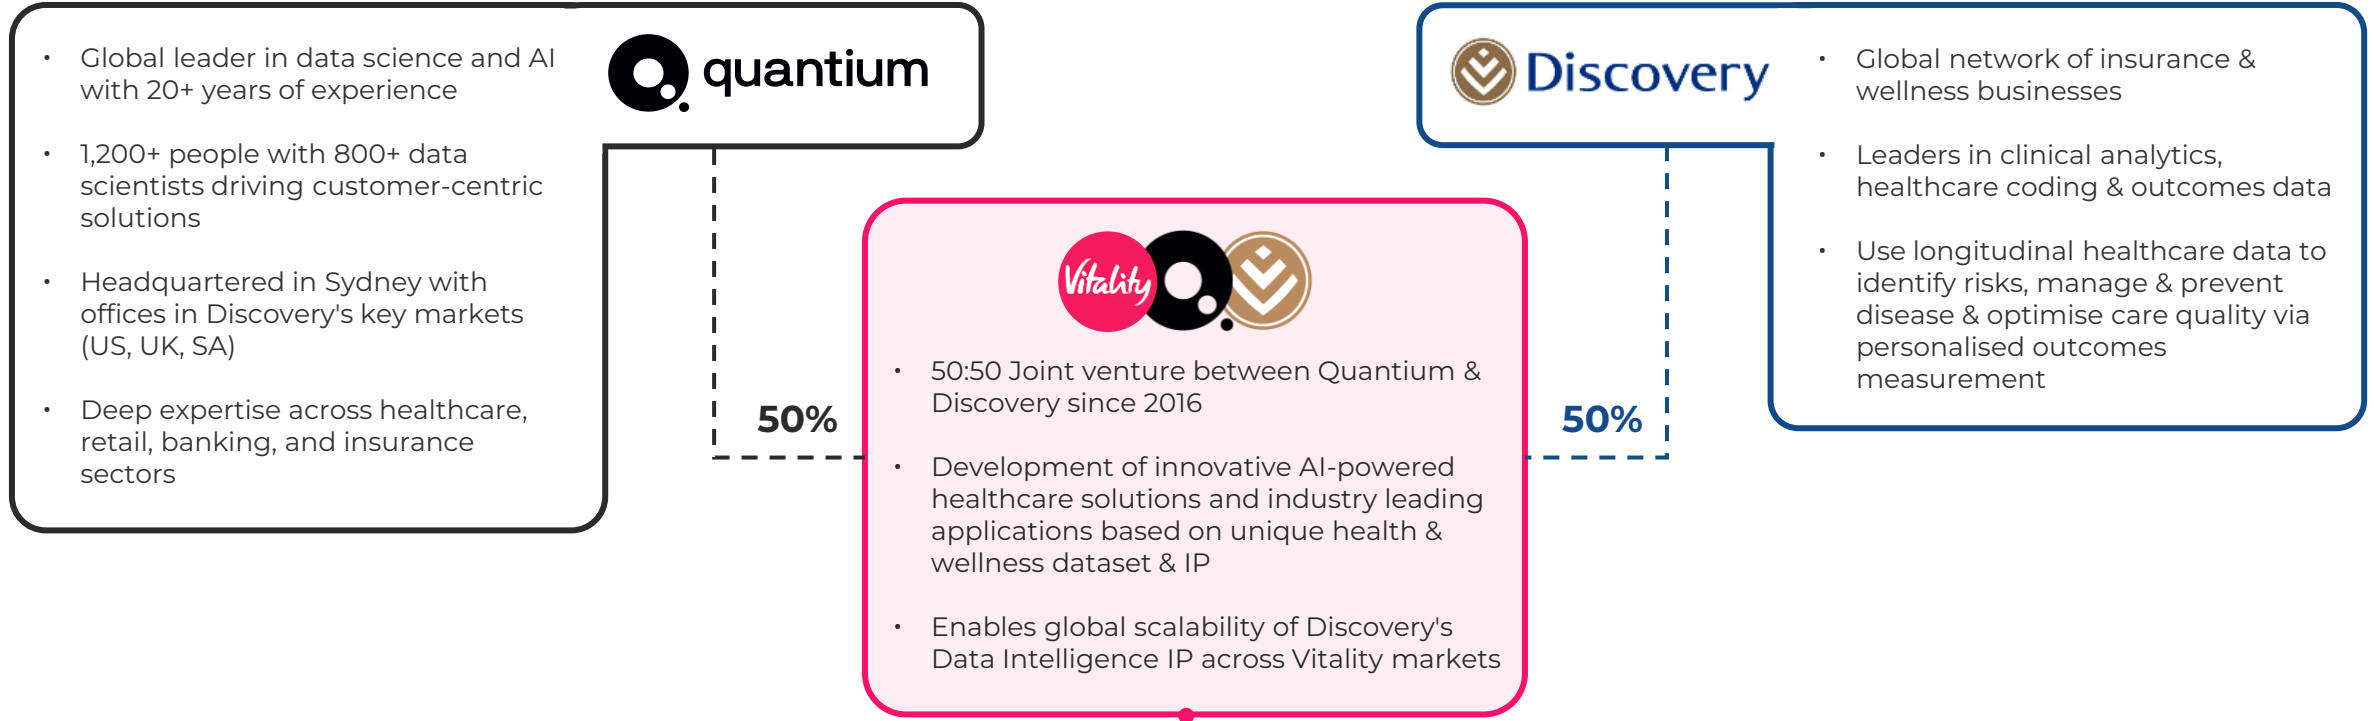 • Global leader in data science and AI
with 20+ years of experience
• 1,200+ people with 800+ data
scientists driving customer-centric
solutions
• Headquartered in Sydney with
offices in Discovery's key markets
(US, UK, SA)
• Deep expertise across healthcare,
retail, banking, and insurance
sectors
quantium
50%
Vitality
• 50:50 Joint venture between Quantium &
Discovery since 2016
• Development of innovative AI-powered
healthcare solutions and industry leading
applications based on unique health &
wellness dataset & IP
• Enables global scalability of Discovery's
Data Intelligence IP across Vitality markets
50%
Discovery
• Global network of insurance &
wellness businesses
• Leaders in clinical analytics,
healthcare coding & outcomes data
• Use longitudinal healthcare data to
identify risks, manage & prevent
disease & optimise care quality via
personalised outcomes
measurement